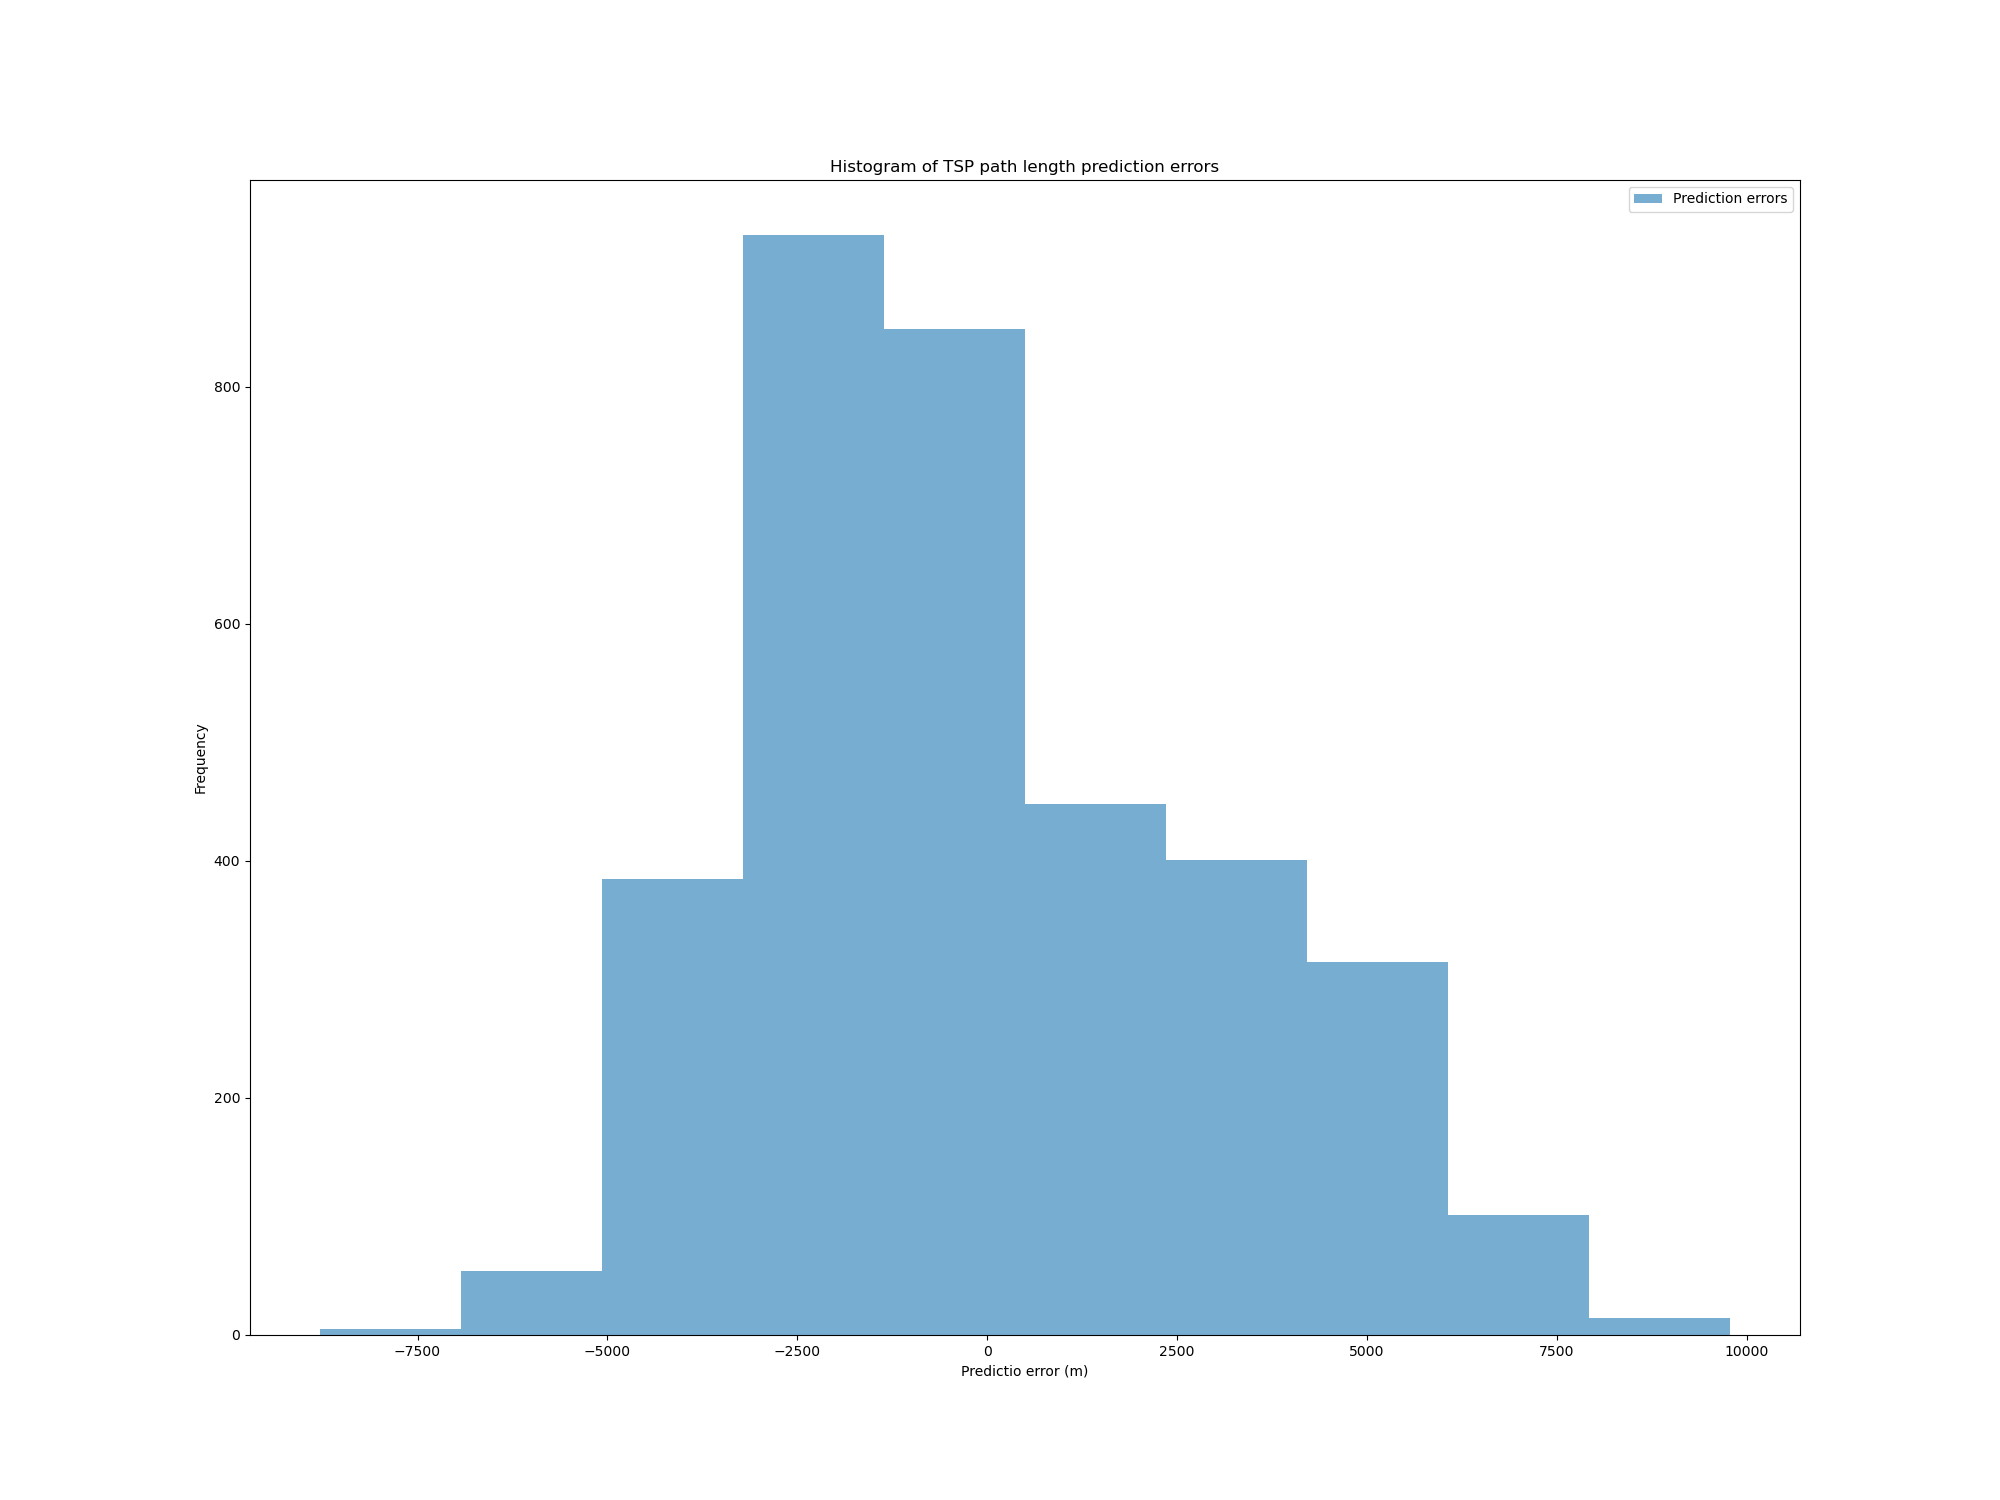 Histogram of TSP path length prediction errors
Prediction errors
800
600
400
200
0
Frequency
−7500 −5000 −2500 0 2500 5000 7500 10000
Predictio error (m)